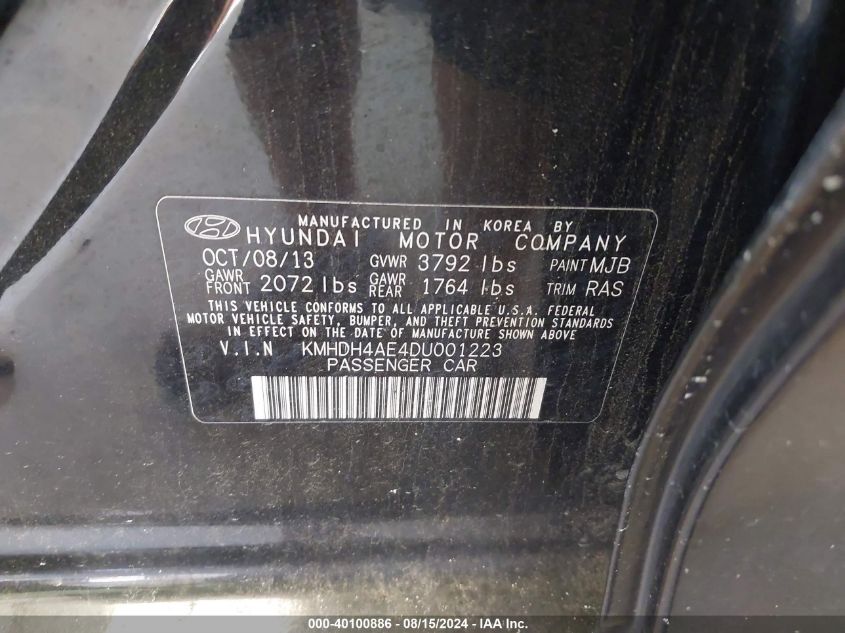 MANUFACTURED IN KOREA BY
HYUNDAI MOTOR COMPANY
OCT/08/13 GVWR 3792 lbs PAINT MJB
GAWR FRONT 2072 lbs GAWR REAR 1764 lbs TRIM RAS
THIS VEHICLE CONFORMS TO ALL APPLICABLE U.S.A. FEDERAL
MOTOR VEHICLE SAFETY, BUMPER, AND THEFT PREVENTION STANDARDS
IN EFFECT ON THE DATE OF MANUFACTURE SHOWN ABOVE
V.I.N KMHDH4AE4DU001223
PASSENGER CAR
000-40100886 - 08/15/2024 - IAA Inc.